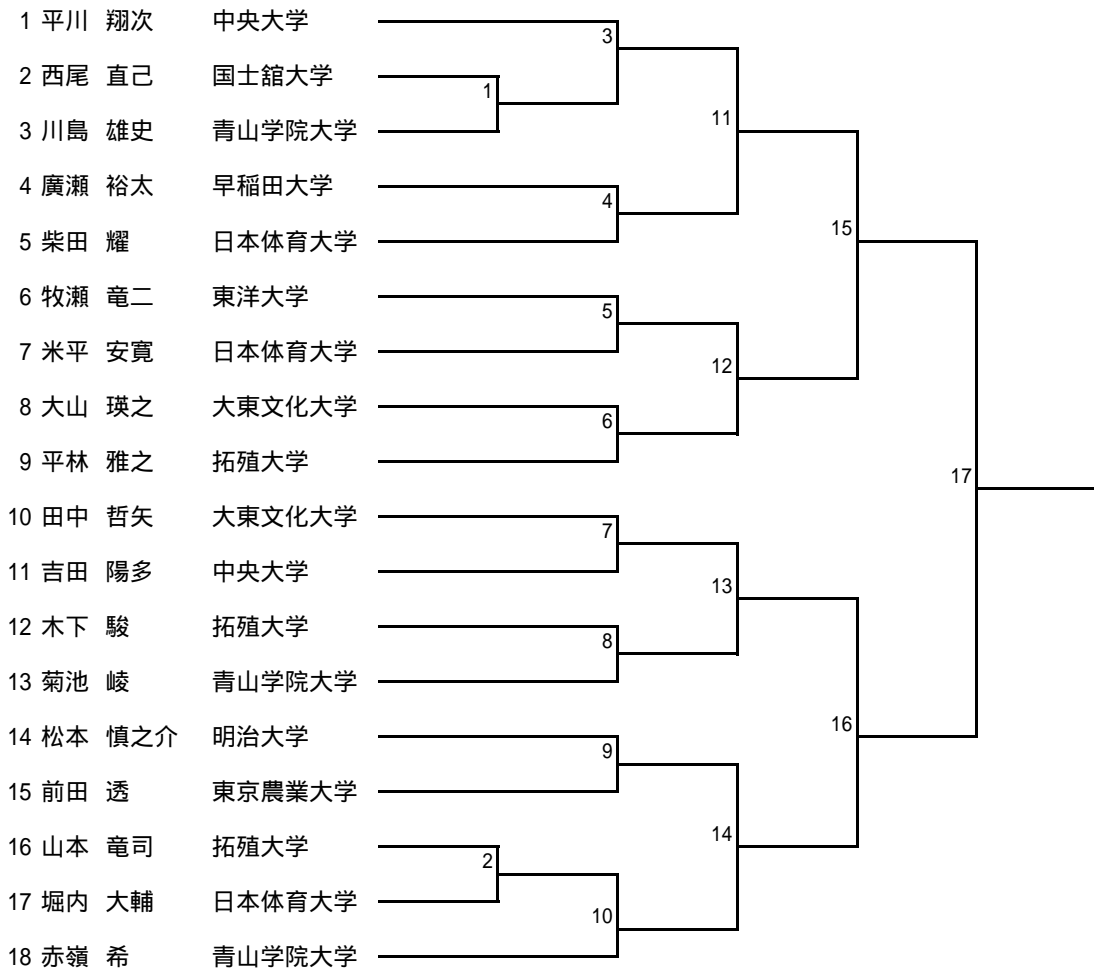 1 平川 翔次 中央大学
3
2 西尾 直己 国士舘大学
1
3 川島 雄史 青山学院大学
11
4 廣瀬 裕太 早稲田大学
4
5 柴田 耀 日本体育大学
15
6 牧瀬 竜二 東洋大学
5
7 米平 安寛 日本体育大学
12
8 大山 瑛之 大東文化大学
6
9 平林 雅之 拓殖大学
17
10 田中 哲矢 大東文化大学
7
11 吉田 陽多 中央大学
13
12 木下 駿 拓殖大学
8
13 菊池 崚 青山学院大学
16
14 松本 慎之介 明治大学
9
15 前田 透 東京農業大学
14
16 山本 竜司 拓殖大学
2
17 堀内 大輔 日本体育大学
10
18 赤嶺 希 青山学院大学